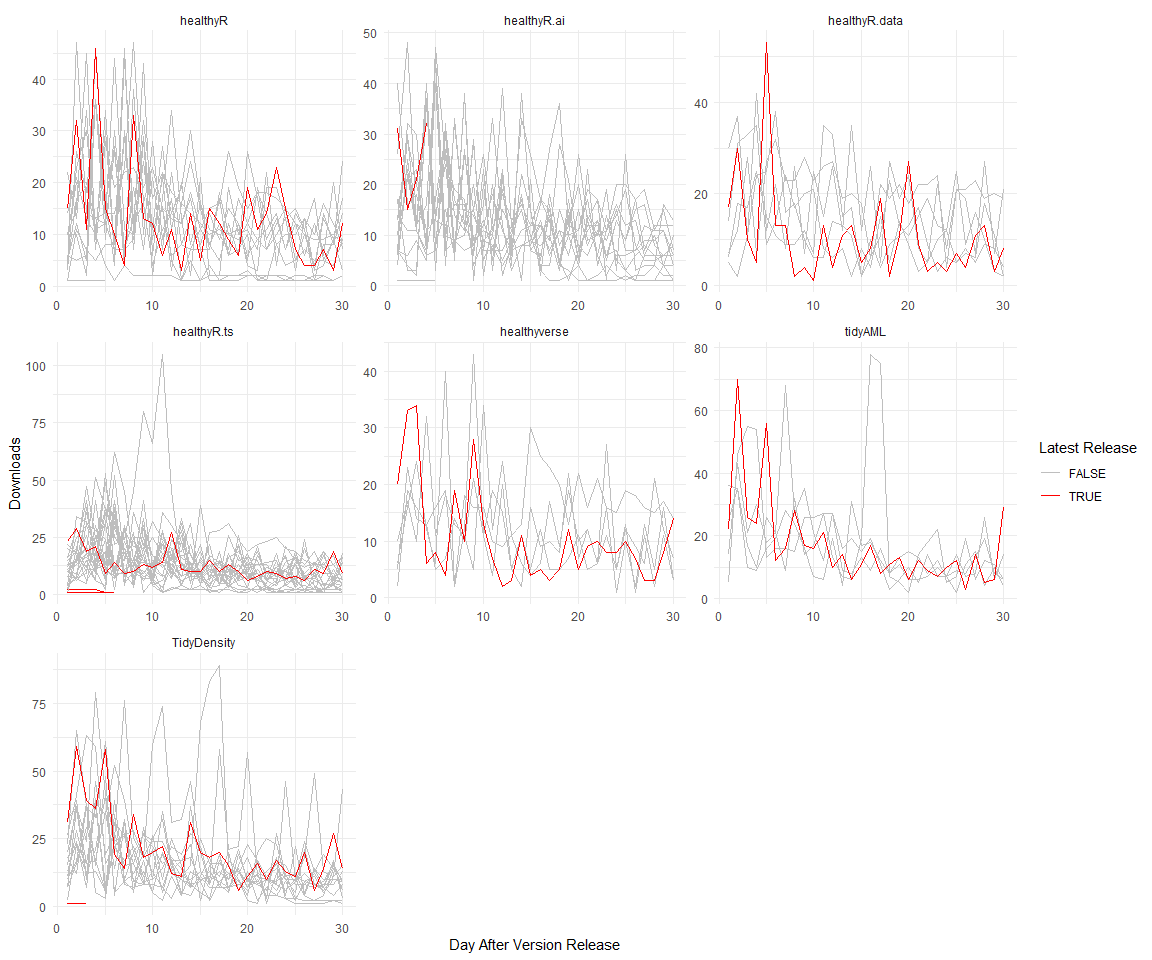 healthyR healthyR.ai healthyR.data
40 30 20 10 0
50 40 30 20 10 0
40 20 0
0 10 20 30 0 10 20 30 0 10 20 30
healthyR.ts healthyverse tidyAML
100 75 50 25 0
40 30 20 10 0
80 60 40 20 0
0 10 20 30 0 10 20 30 0 10 20 30
TidyDensity
75 50 25 0
0 10 20 30
Downloads
Day After Version Release
Latest Release
FALSE
TRUE